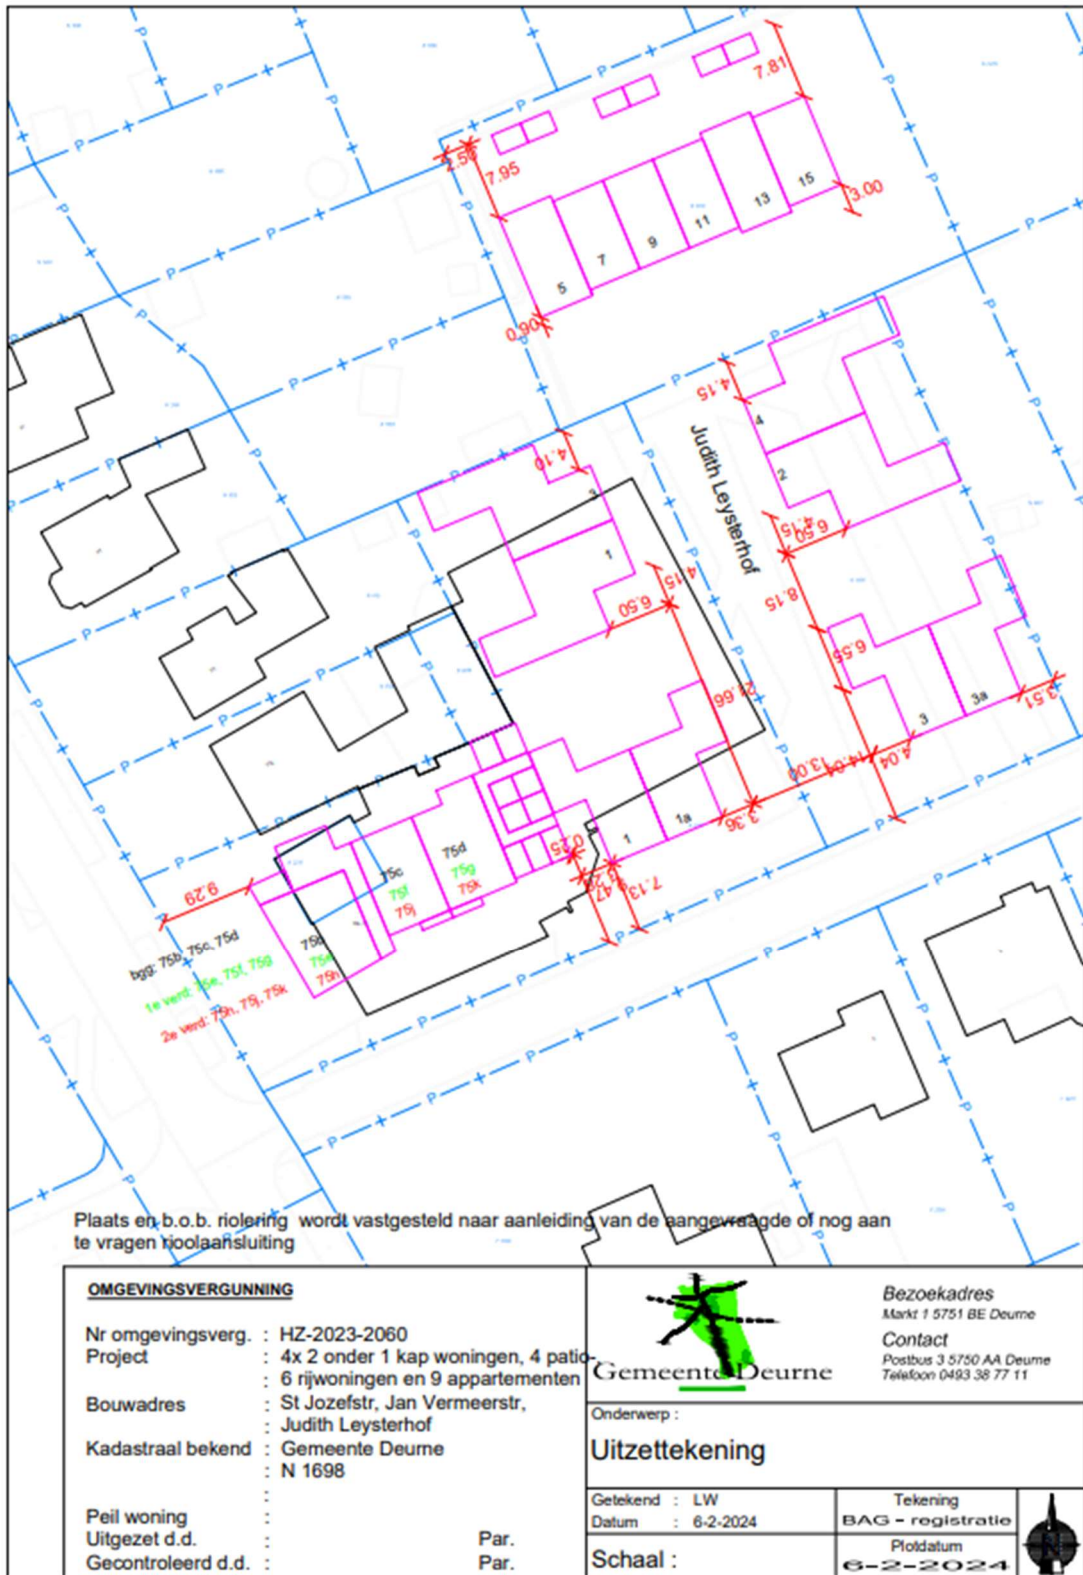 7.81
2.50
7.95
3.00
15
13
11
9
7
5
0.90
4.15
4
Judith Leysterhof
2
4.10
3
1
4.15
6.50
4.15
6.50
8.15
6.55
21.66
3a
3
3.51
4.04
14.04
13.00
3.36
1a
1
0.25
9.47
7.13
75d
75g
75k
75c
75f
75j
75b
75e
75h
9.29
bgg: 75b, 75c, 75d
1e verd: 75e, 75f, 75g
2e verd: 75h, 75j, 75k
Plaats en b.o.b. riolering wordt vastgesteld naar aanleiding van de aangevraagde of nog aan
te vragen rioolaansluiting
OMGEVINGSVERGUNNING
Nr omgevingsverg. : HZ-2023-2060
Project : 4x 2 onder 1 kap woningen, 4 patio-
: 6 rijwoningen en 9 appartementen
Bouwadres : St Jozefstr, Jan Vermeerstr,
: Judith Leysterhof
Kadastraal bekend : Gemeente Deurne
: N 1698
:
Peil woning :
Uitgezet d.d. : Par.
Gecontroleerd d.d. : Par.
Gemeente Deurne
Bezoekadres
Markt 1 5751 BE Deurne
Contact
Postbus 3 5750 AA Deurne
Telefoon 0493 38 77 11
Onderwerp :
Uitzettekening
Getekend : LW
Datum : 6-2-2024
Schaal :
Tekening
BAG - registratie
Plotdatum
6-2-2024
N